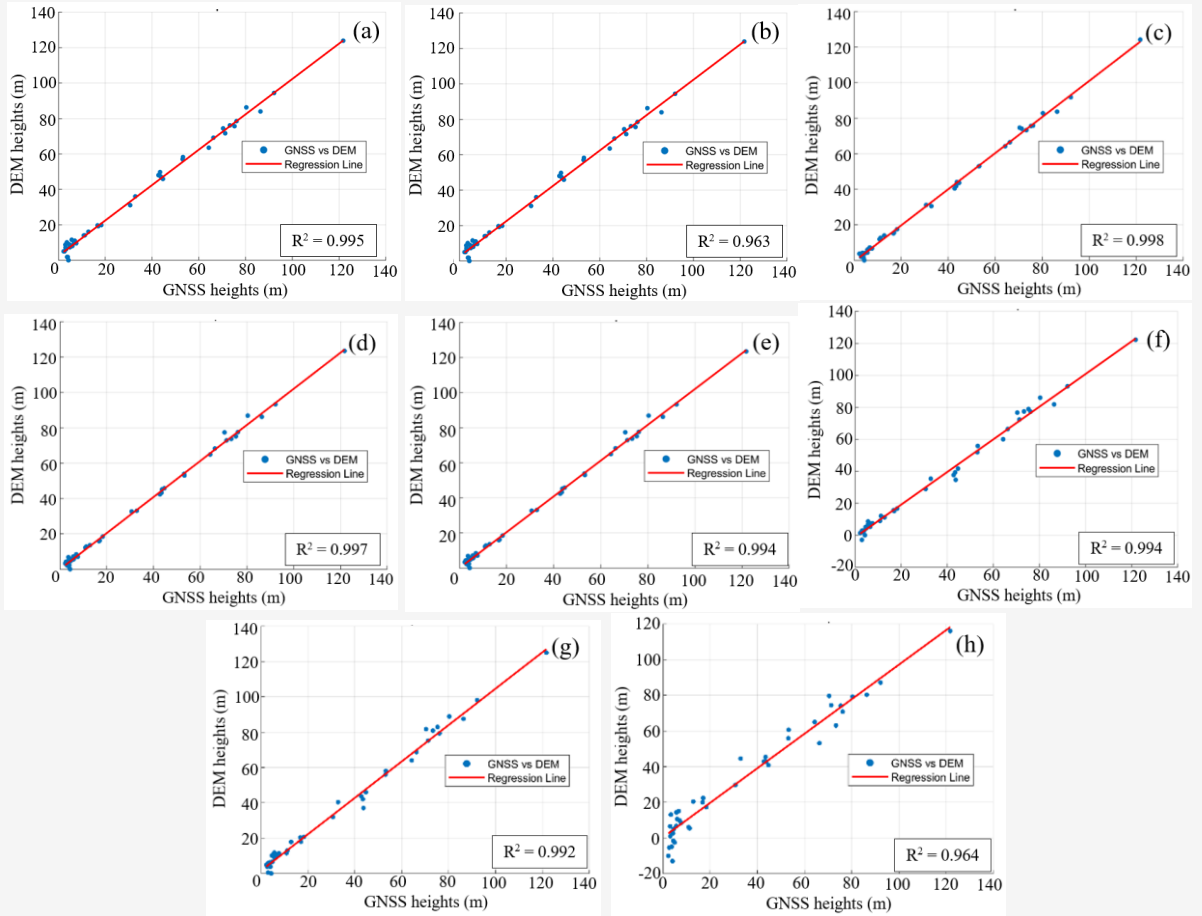 (a)
140
120
100
80
60
40
20
0 20 40 60 80 100 120 140
DEM heights (m)
GNSS heights (m)
GNSS vs DEM
Regression Line
R² = 0.995
(b)
140
120
100
80
60
40
20
0 20 40 60 80 100 120 140
DEM heights (m)
GNSS heights (m)
GNSS vs DEM
Regression Line
R² = 0.963
(c)
140
120
100
80
60
40
20
0 20 40 60 80 100 120 140
DEM heights (m)
GNSS heights (m)
GNSS vs DEM
Regression Line
R² = 0.998
(d)
140
120
100
80
60
40
20
0 20 40 60 80 100 120 140
DEM heights (m)
GNSS heights (m)
GNSS vs DEM
Regression Line
R² = 0.997
(e)
140
120
100
80
60
40
20
0 20 40 60 80 100 120 140
DEM heights (m)
GNSS heights (m)
GNSS vs DEM
Regression Line
R² = 0.994
(f)
140
120
100
80
60
40
20
0
-20
0 20 40 60 80 100 120 140
DEM heights (m)
GNSS heights (m)
GNSS vs DEM
Regression Line
R² = 0.994
(g)
140
120
100
80
60
40
20
0 20 40 60 80 100 120 140
DEM heights (m)
GNSS heights (m)
GNSS vs DEM
Regression Line
R² = 0.992
(h)
120
100
80
60
40
20
0
-20
0 20 40 60 80 100 120 140
DEM heights (m)
GNSS heights (m)
GNSS vs DEM
Regression Line
R² = 0.964